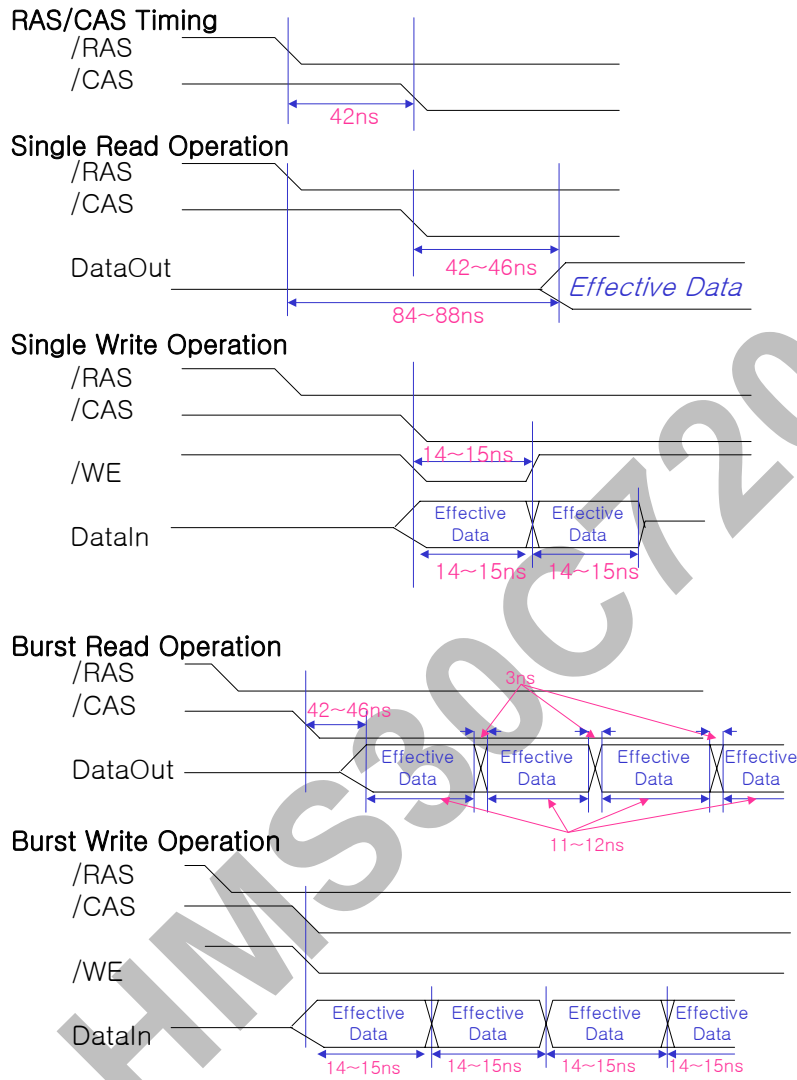 RAS/CAS Timing
/RAS
/CAS
42ns
Single Read Operation
/RAS
/CAS
42~46ns
DataOut
Effective Data
84~88ns
Single Write Operation
/RAS
/CAS
14~15ns
/WE
Effective Data
Effective Data
DataIn
14~15ns
14~15ns
Burst Read Operation
/RAS
3ns
/CAS
42~46ns
Effective Data
Effective Data
Effective Data
Effective Data
DataOut
11~12ns
Burst Write Operation
/RAS
/CAS
/WE
Effective Data
Effective Data
Effective Data
Effective Data
DataIn
14~15ns
14~15ns
14~15ns
14~15ns
HMS30C720